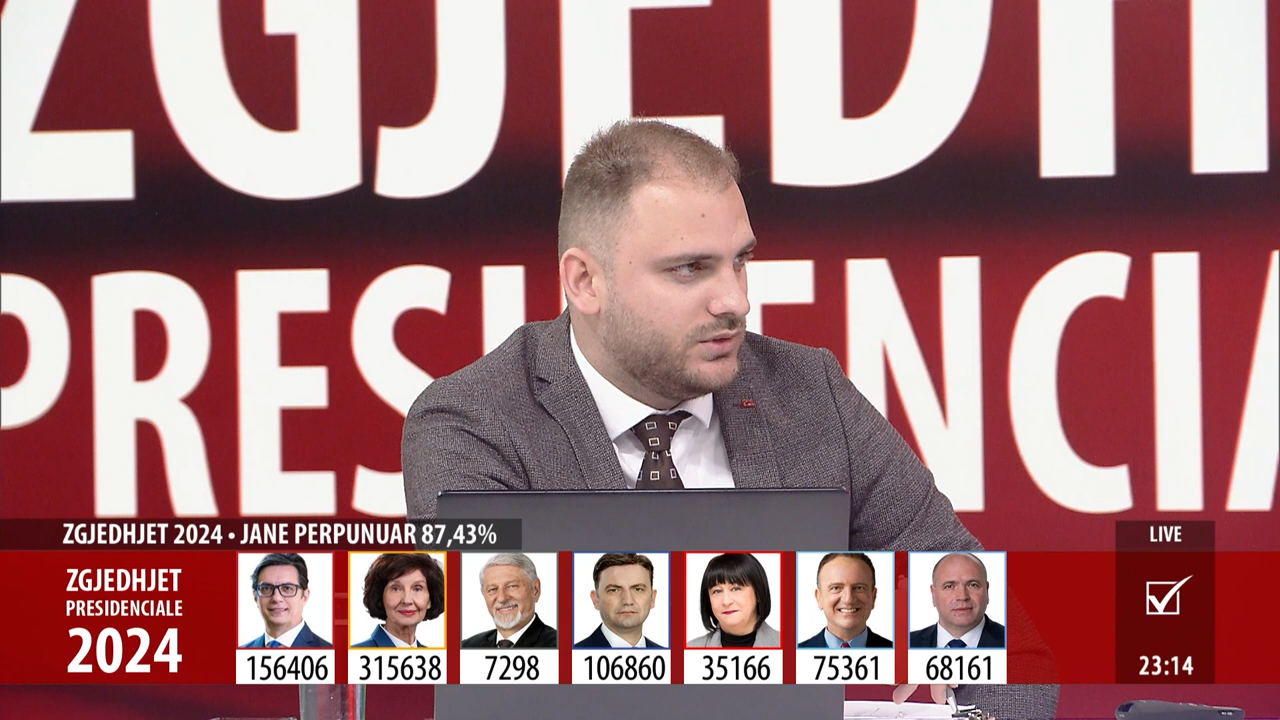 ZGJEDH
PRESIDENCIA
ZGJEDHJET 2024 • JANE PERPUNUAR 87,43%
LIVE
ZGJEDHJET
PRESIDENCIALE
2024
156406 315638 7298 106860 35166 75361 68161
23:14